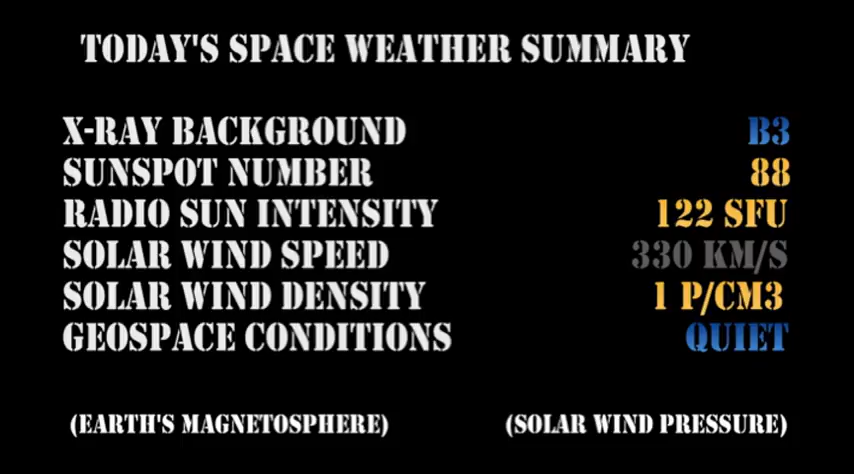 TODAY'S SPACE WEATHER SUMMARY
X-RAY BACKGROUND B3
SUNSPOT NUMBER 88
RADIO SUN INTENSITY 122 SFU
SOLAR WIND SPEED 330 KM/S
SOLAR WIND DENSITY 1 P/CM3
GEOSPACE CONDITIONS QUIET
(EARTH'S MAGNETOSPHERE) (SOLAR WIND PRESSURE)